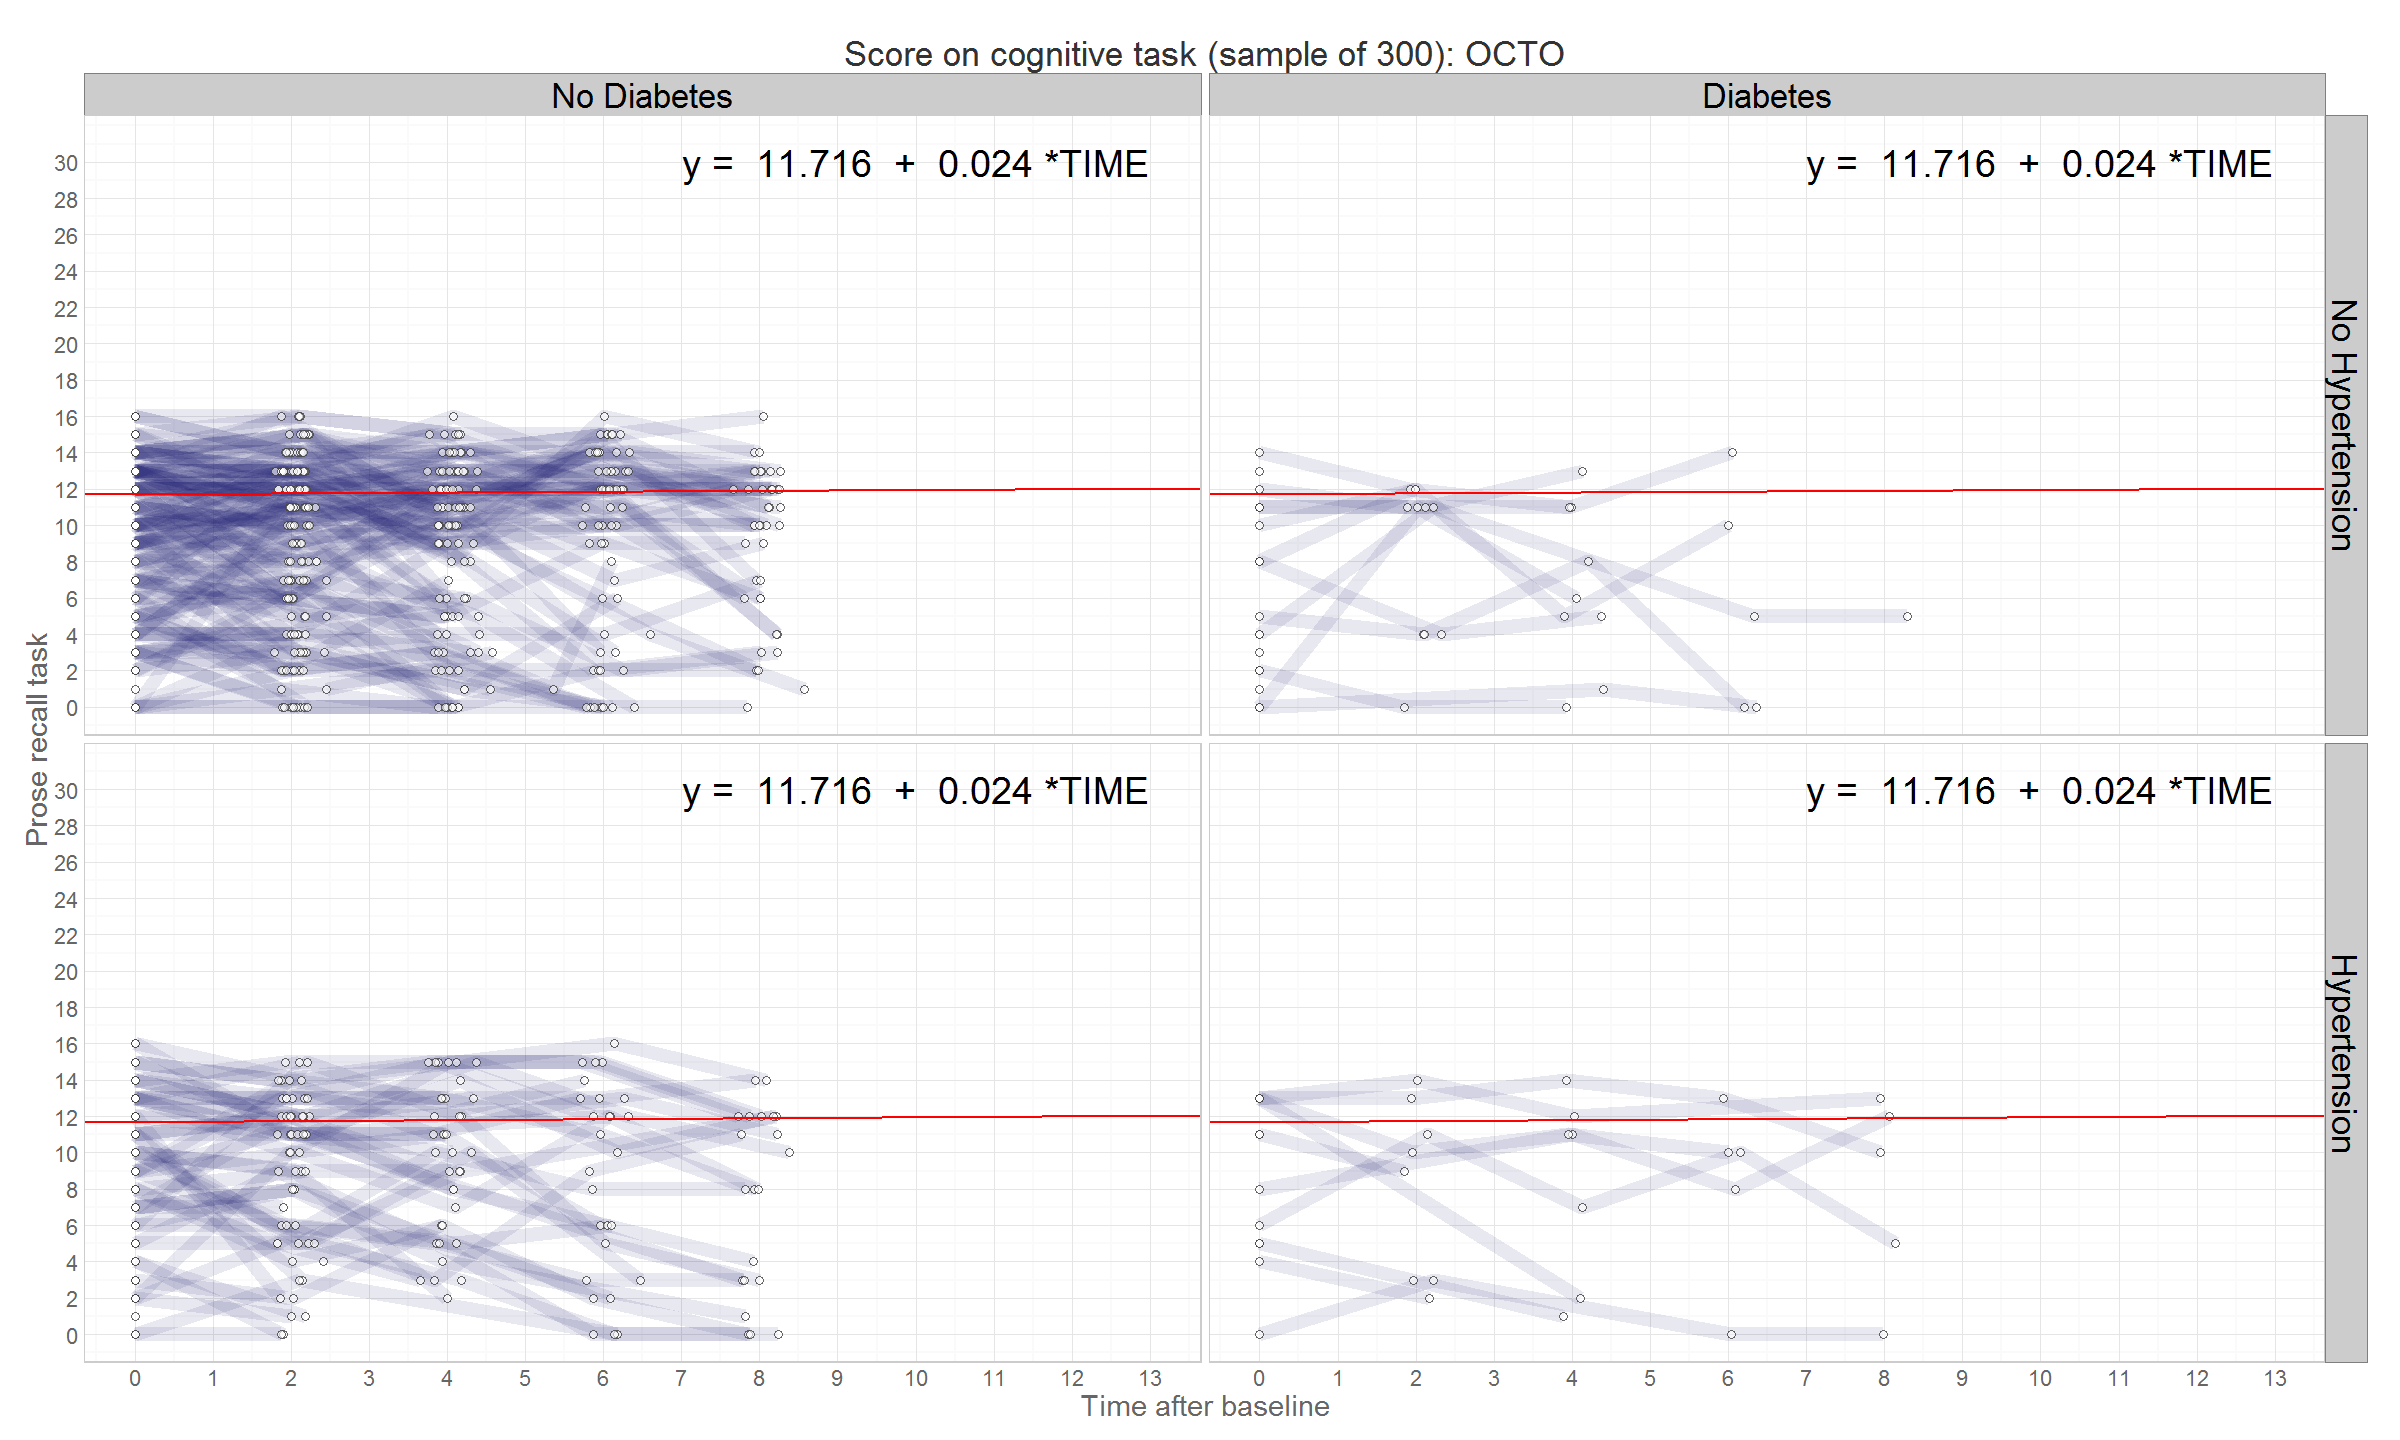 Score on cognitive task (sample of 300): OCTO
No Diabetes
Diabetes
y = 11.716 + 0.024 *TIME
y = 11.716 + 0.024 *TIME
No Hypertension
30
28
26
24
22
20
18
16
14
12
10
8
6
4
2
0
Prose recall task
y = 11.716 + 0.024 *TIME
y = 11.716 + 0.024 *TIME
Hypertension
30
28
26
24
22
20
18
16
14
12
10
8
6
4
2
0
0 1 2 3 4 5 6 7 8 9 10 11 12 13
0 1 2 3 4 5 6 7 8 9 10 11 12 13
Time after baseline